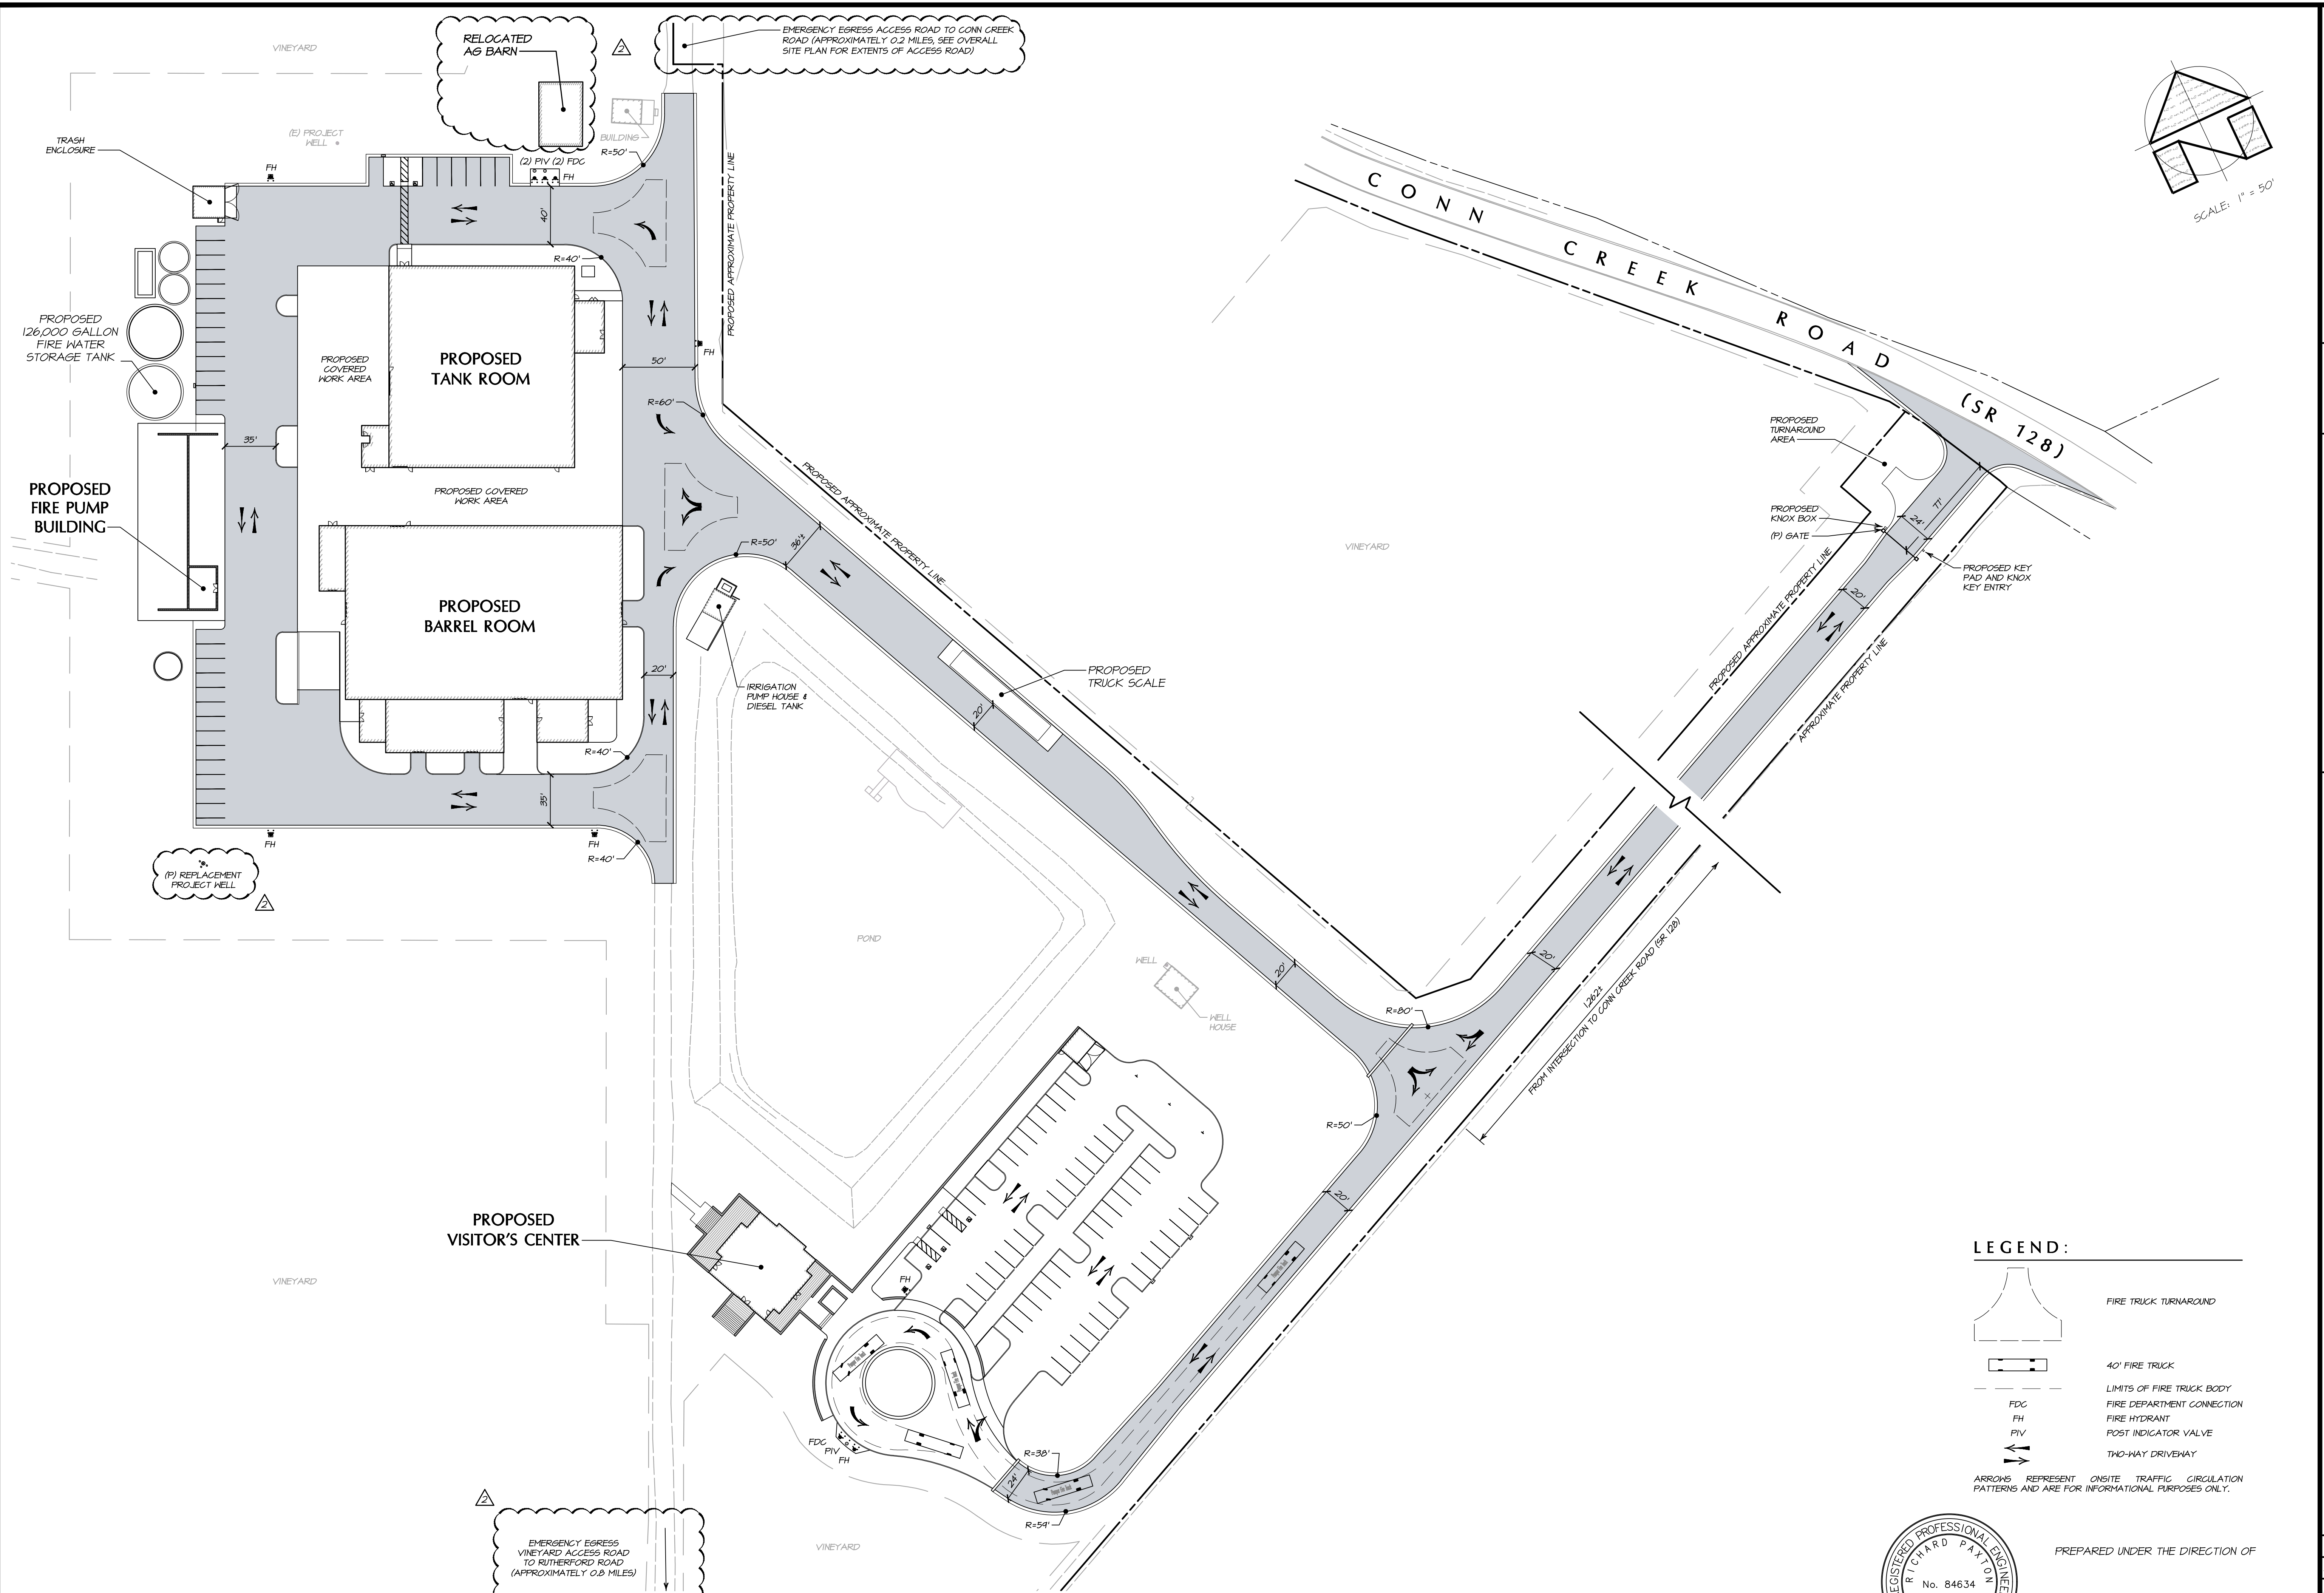 VINEYARD
RELOCATED
AG BARN
2
EMERGENCY EGRESS ACCESS ROAD TO CONN CREEK
ROAD (APPROXIMATELY 0.2 MILES, SEE OVERALL
SITE PLAN FOR EXTENTS OF ACCESS ROAD)
SCALE: 1" = 50'
TRASH
ENCLOSURE
(E) PROJECT
WELL
BUILDING
R=50'
FH
(2) PIV (2) FDC
FH
40'
R=40'
PROPOSED APPROXIMATE PROPERTY LINE
CONN CREEK ROAD (SR 128)
PROPOSED
126,000 GALLON
FIRE WATER
STORAGE TANK
PROPOSED
COVERED
WORK AREA
PROPOSED
TANK ROOM
FH
50'
R=60'
35'
PROPOSED COVERED
WORK AREA
PROPOSED
FIRE PUMP
BUILDING
PROPOSED APPROXIMATE PROPERTY LINE
R=50'
36'±
PROPOSED
BARREL ROOM
20'
IRRIGATION
PUMP HOUSE &
DIESEL TANK
PROPOSED
TRUCK SCALE
20'
VINEYARD
PROPOSED
TURNAROUND
AREA
PROPOSED
KNOX BOX
(P) GATE
77'
24'
PROPOSED KEY
PAD AND KNOX
KEY ENTRY
20'
PROPOSED APPROXIMATE PROPERTY LINE
APPROXIMATE PROPERTY LINE
R=40'
35'
FH
FH
R=40'
(P) REPLACEMENT
PROJECT WELL
2
POND
WELL
WELL
HOUSE
20'
20'
1,262±
FROM INTERSECTION TO CONN CREEK ROAD (SR 128)
R=80'
R=50'
20'
PROPOSED
VISITOR'S CENTER
VINEYARD
FH
FDC
PIV
FH
R=38'
24'
R=59'
VINEYARD
2
EMERGENCY EGRESS
VINEYARD ACCESS ROAD
TO RUTHERFORD ROAD
(APPROXIMATELY 0.8 MILES)
LEGEND:
FIRE TRUCK TURNAROUND
40' FIRE TRUCK
LIMITS OF FIRE TRUCK BODY
FDC FIRE DEPARTMENT CONNECTION
FH FIRE HYDRANT
PIV POST INDICATOR VALVE
TWO-WAY DRIVEWAY
ARROWS REPRESENT ONSITE TRAFFIC CIRCULATION
PATTERNS AND ARE FOR INFORMATIONAL PURPOSES ONLY.
REGISTERED PROFESSIONAL ENGINEE
RICHARD PAXTON
No. 84634
PREPARED UNDER THE DIRECTION OF